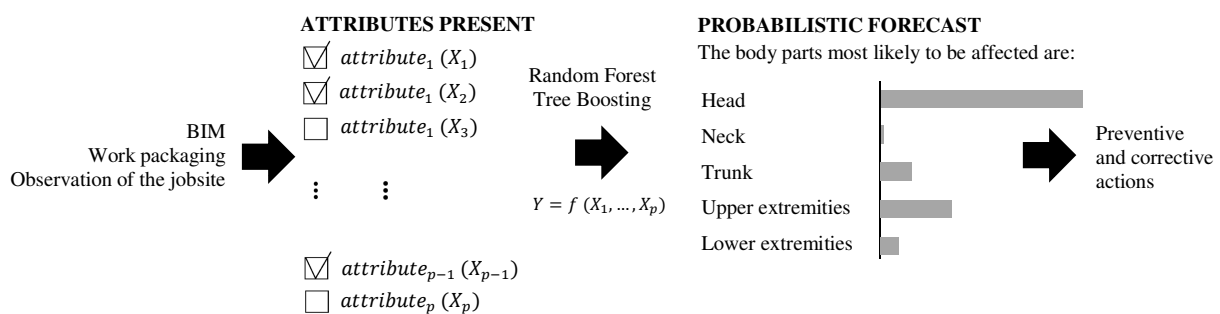 BIM
Work packaging
Observation of the jobsite
ATTRIBUTES PRESENT
attribute₁ (X₁)
attribute₁ (X₂)
attribute₁ (X₃)
⋮ ⋮
attributeₚ₋₁ (Xₚ₋₁)
attributeₚ (Xₚ)
Random Forest
Tree Boosting
Y = f (X₁, …, Xₚ)
PROBABILISTIC FORECAST
The body parts most likely to be affected are:
Head
Neck
Trunk
Upper extremities
Lower extremities
Preventive
and corrective
actions